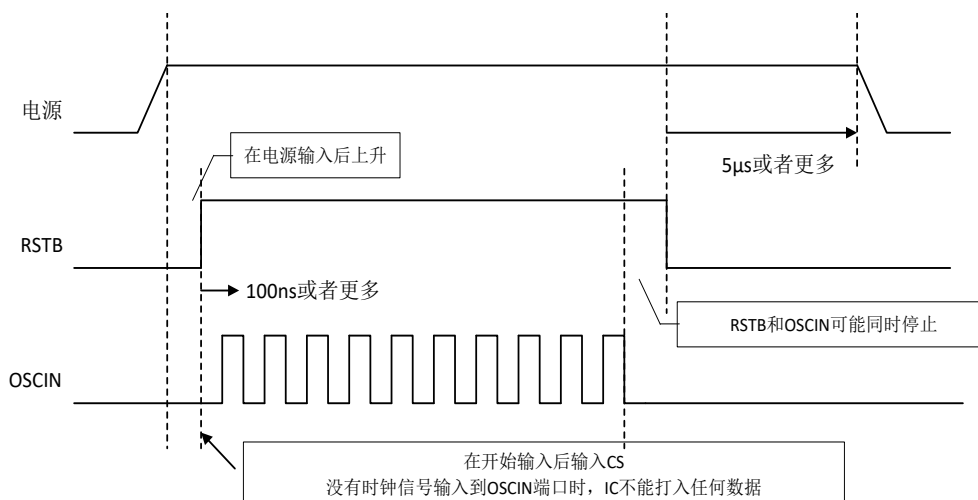 电源
在电源输入后上升
5μs或者更多
RSTB
100ns或者更多
RSTB和OSCIN可能同时停止
OSCIN
在开始输入后输入CS
没有时钟信号输入到OSCIN端口时，IC不能打入任何数据